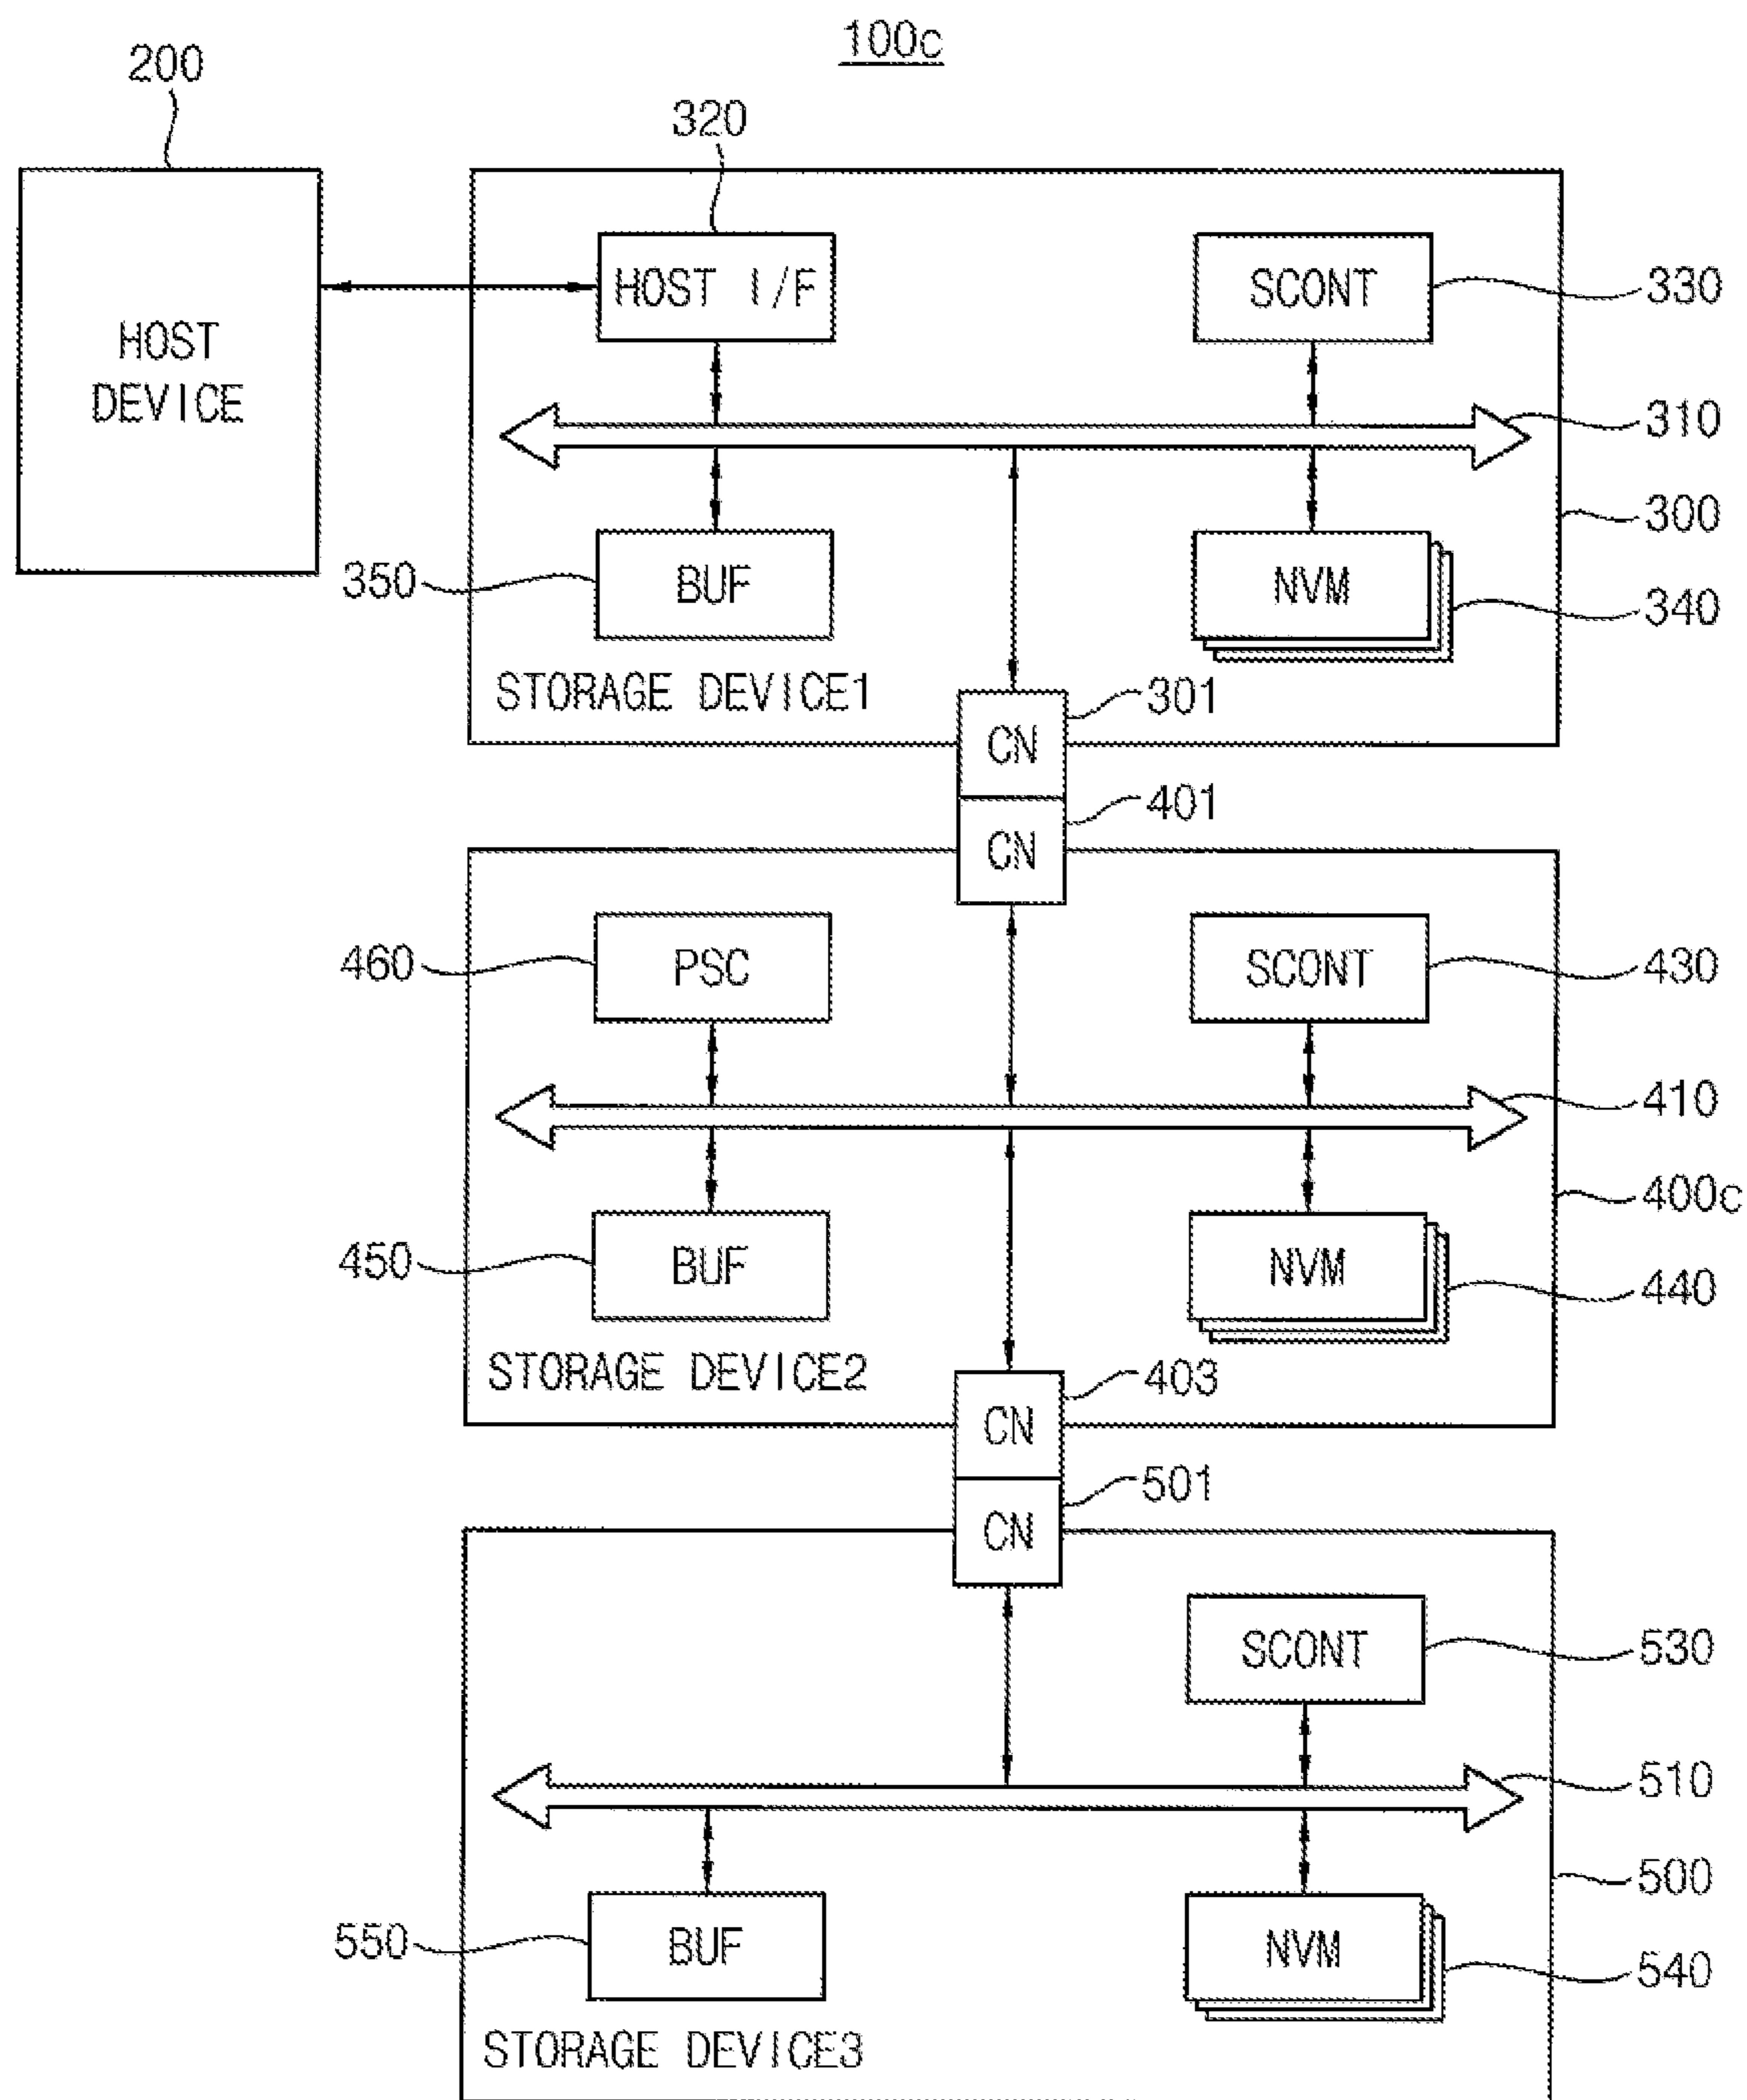 100c
200
320
HOST I/F
SCONT
330
HOST
DEVICE
310
300
350
BUF
NVM
340
STORAGE DEVICE1
301
CN
401
CN
460
PSC
SCONT
430
410
400c
450
BUF
NVM
440
STORAGE DEVICE2
403
CN
501
CN
SCONT
530
510
500
550
BUF
NVM
540
STORAGE DEVICE3